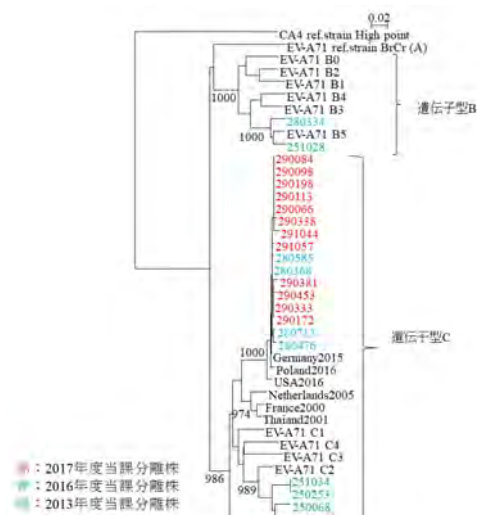 0.02
CA4 ref.strain High point
EV-A71 ref.strain BrCr (A)
EV-A71 B0
EV-A71 B2
EV-A71 B1
EV-A71 B4
EV-A71 B3
280334
EV-A71 B5
251028
1000
1000
遺伝子型B
290084
290098
290198
290113
290066
290338
291044
291057
280585
280368
290381
290453
290333
290172
280713
280476
1000
Germany2015
Poland2016
USA2016
Netherlands2005
France2000
Thaiand2001
974
EV-A71 C1
EV-A71 C4
EV-A71 C3
EV-A71 C2
986
989
251034
250253
250068
遺伝子型C
：2017年度当課分離株
：2016年度当課分離株
：2013年度当課分離株